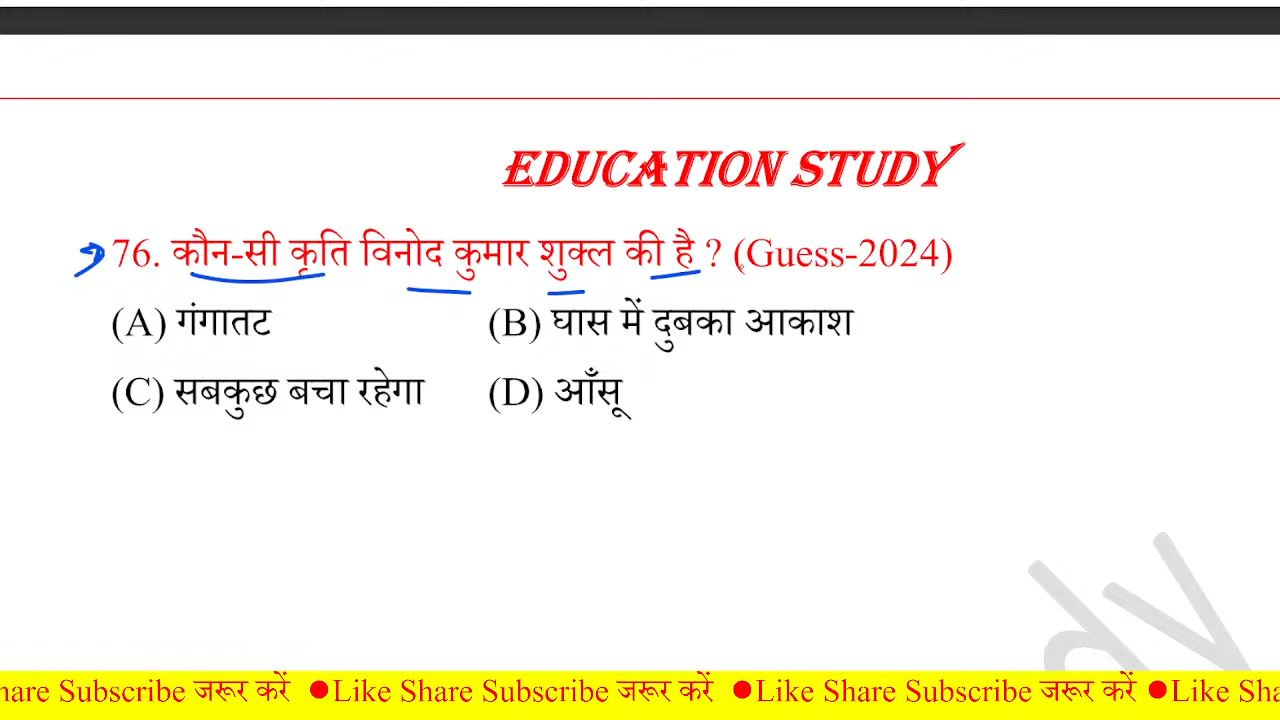 EDUCATION STUDY
76. कौन-सी कृति विनोद कुमार शुक्ल की है ? (Guess-2024)
(A) गंगातट (B) घास में दुबका आकाश
(C) सबकुछ बचा रहेगा (D) आँसू
dv
hare Subscribe जरूर करें ●Like Share Subscribe जरूर करें ●Like Share Subscribe जरूर करें ●Like Sha